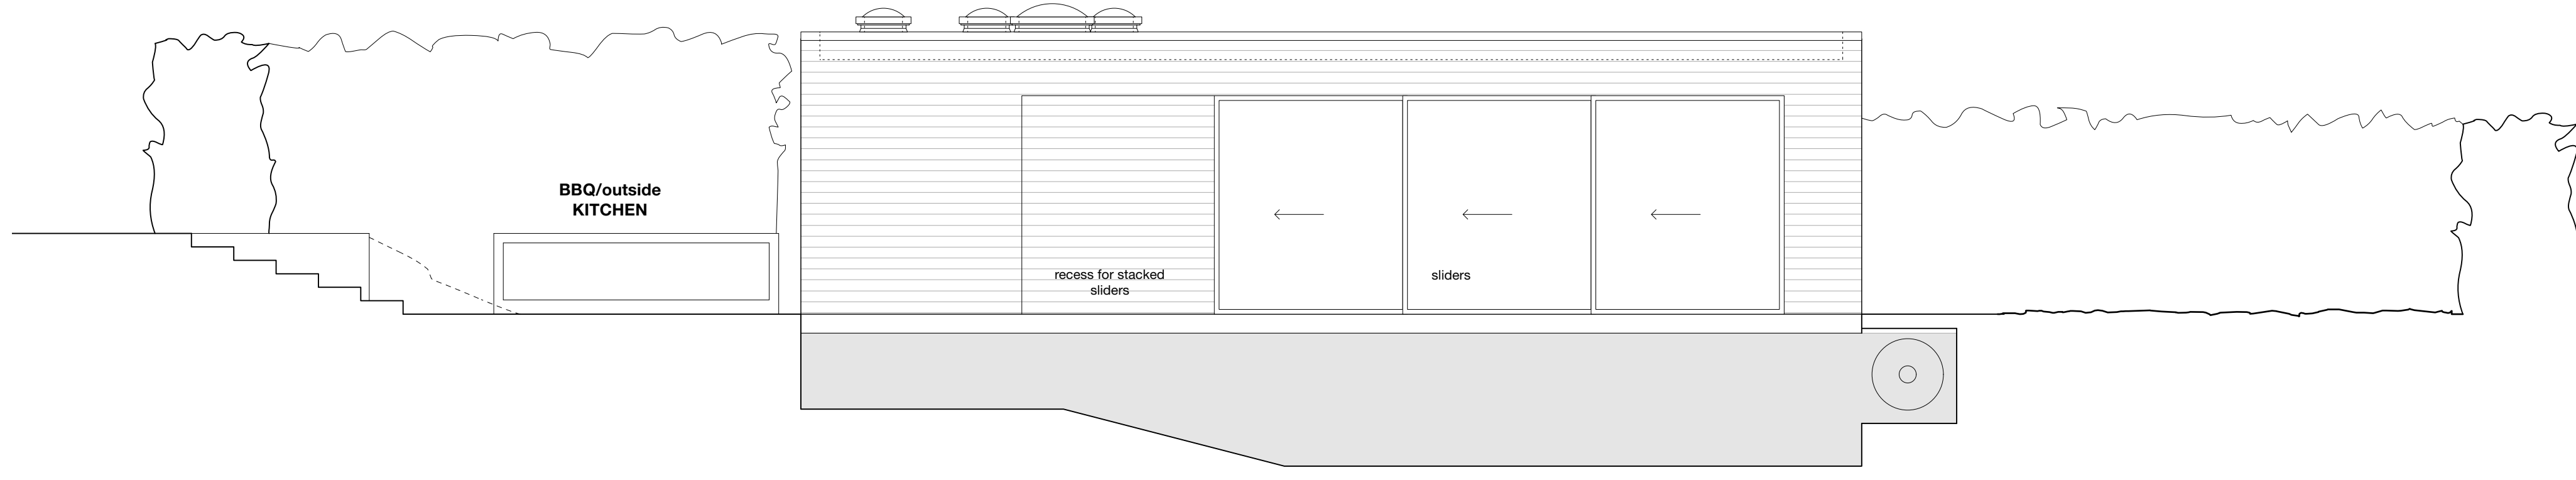 BBQ/outside
KITCHEN
recess for stacked
sliders
sliders